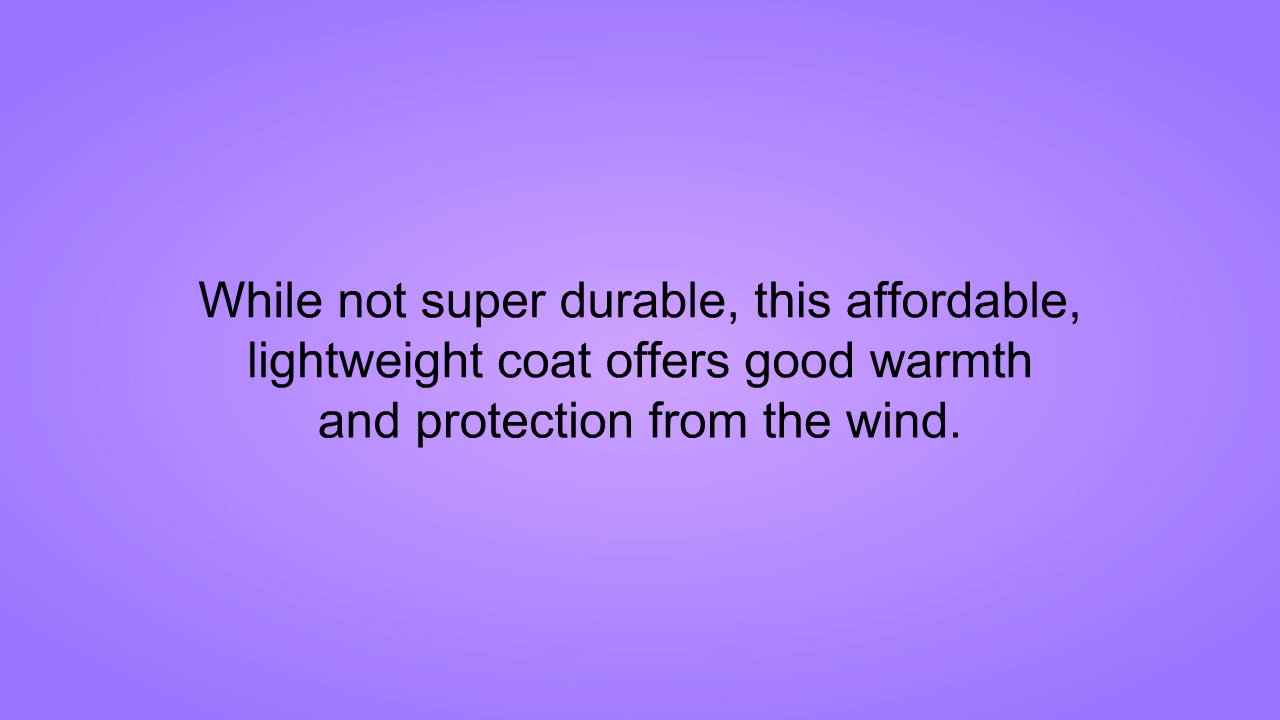 While not super durable, this affordable,
lightweight coat offers good warmth
and protection from the wind.